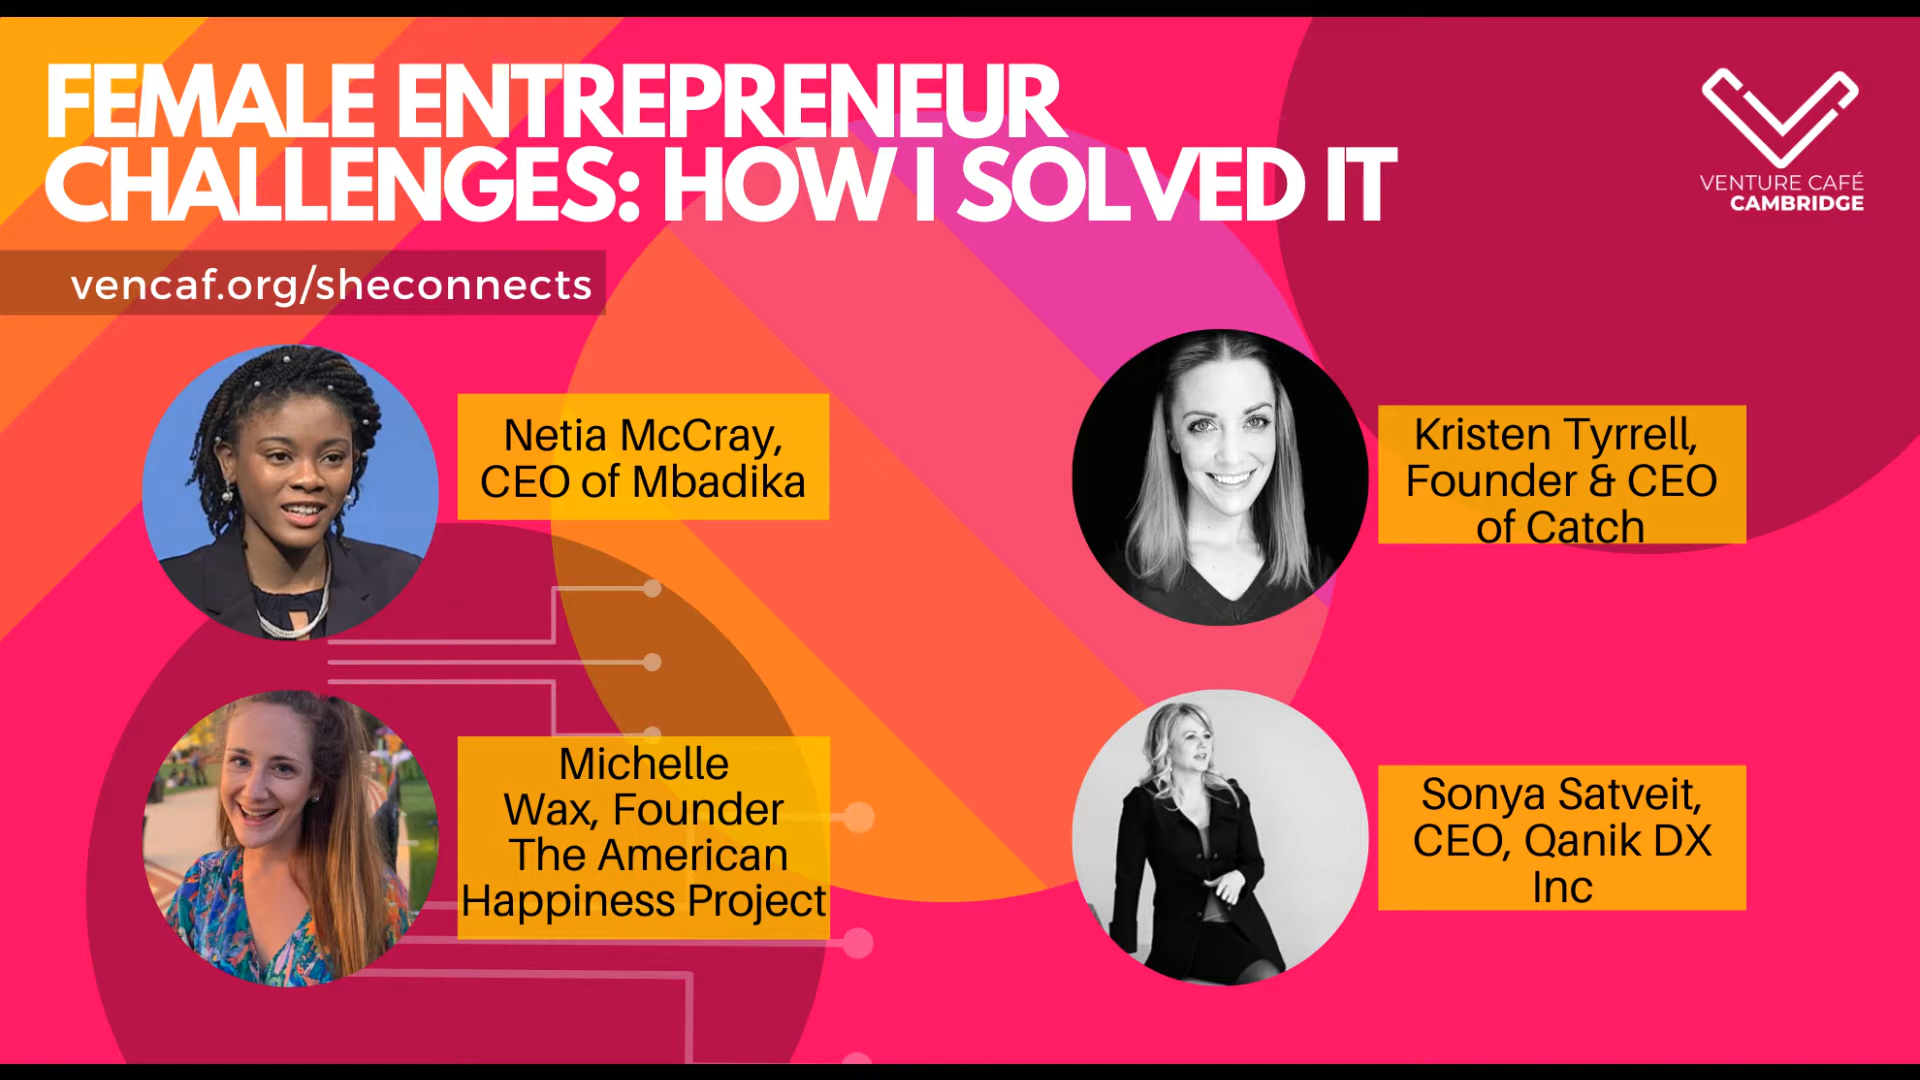 FEMALE ENTREPRENEUR
CHALLENGES: HOW I SOLVED IT
VENTURE CAFÉ
CAMBRIDGE
vencaf.org/sheconnects
Netia McCray,
CEO of Mbadika
Kristen Tyrrell,
Founder & CEO
of Catch
Michelle
Wax, Founder
The American
Happiness Project
Sonya Satveit,
CEO, Qanik DX
Inc